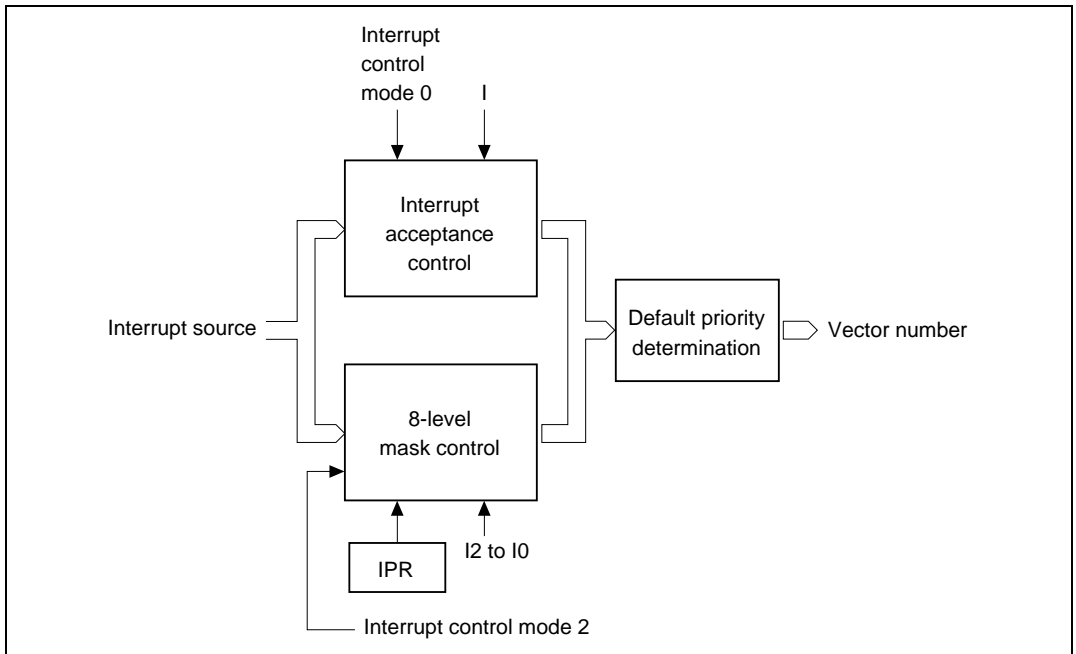 Interrupt
control
mode 0
I
Interrupt
acceptance
control
Interrupt source
Default priority
determination
Vector number
8-level
mask control
IPR
I2 to I0
Interrupt control mode 2